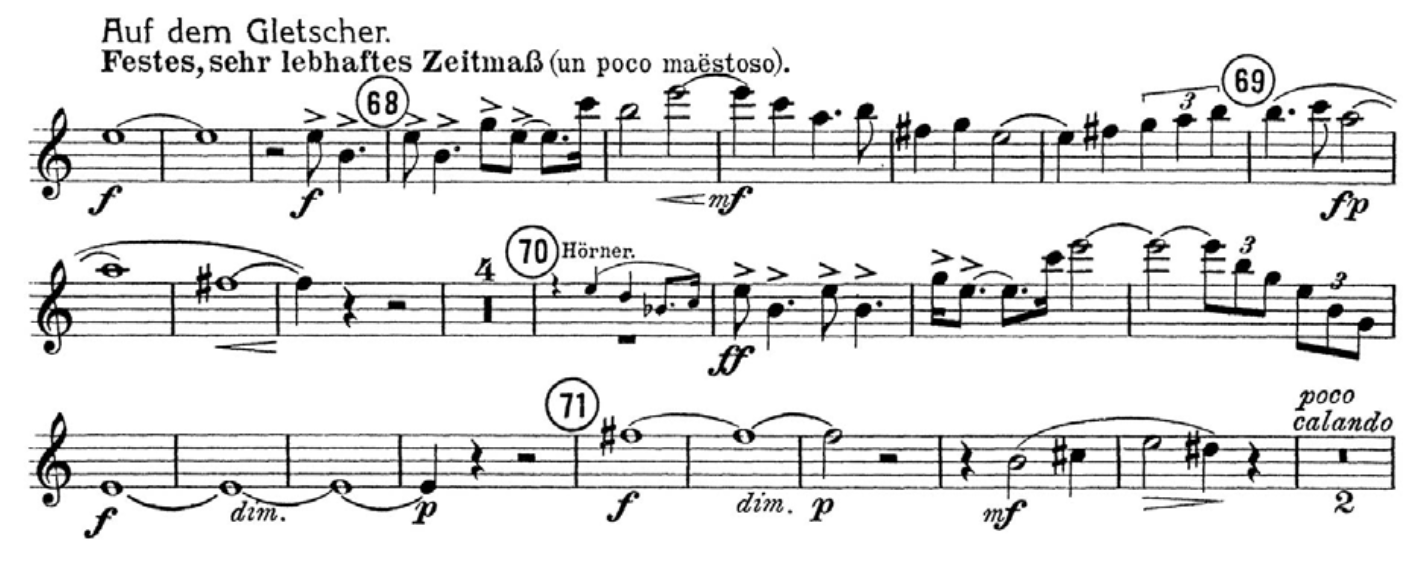 Auf dem Gletscher.
Festes, sehr lebhaftes Zeitmaß (un poco maëstoso).
68
3
69
f f mf fp
4
70 Hörner.
3
3
ff
71
poco
calando
f dim. p f dim. p mf 2